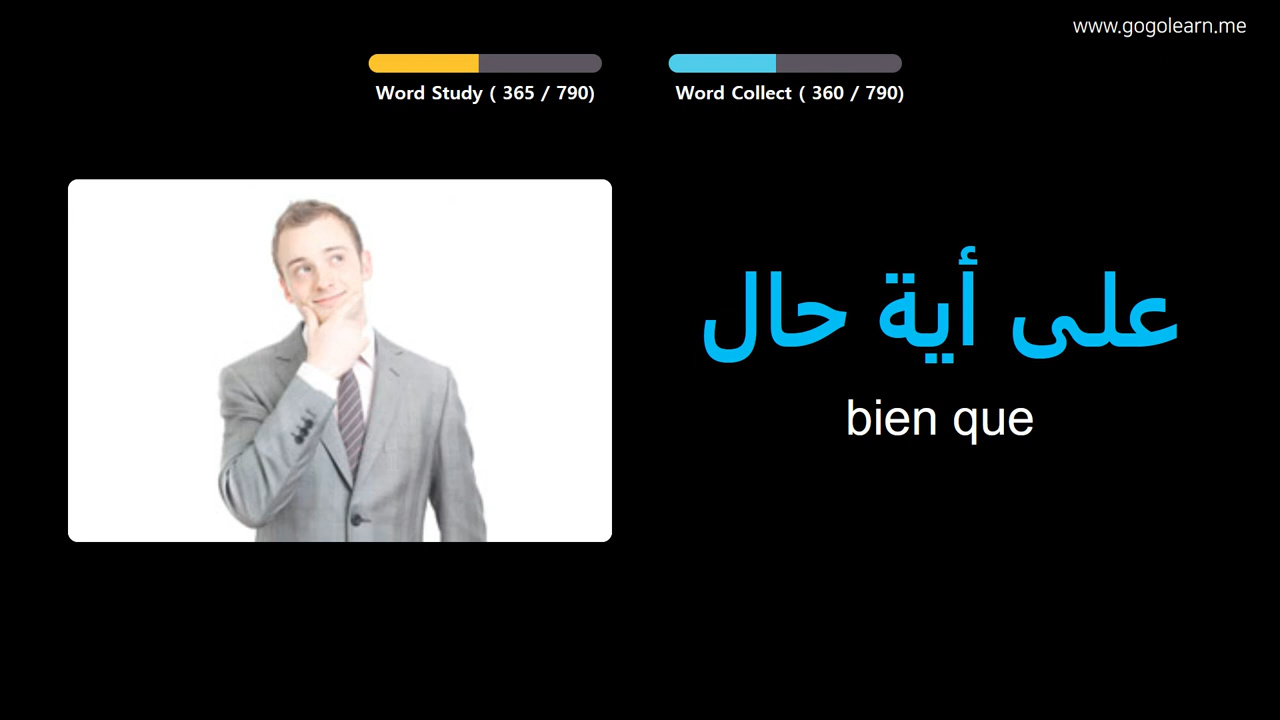 www.gogolearn.me
Word Study ( 365 / 790)
Word Collect ( 360 / 790)
على أية حال
bien que